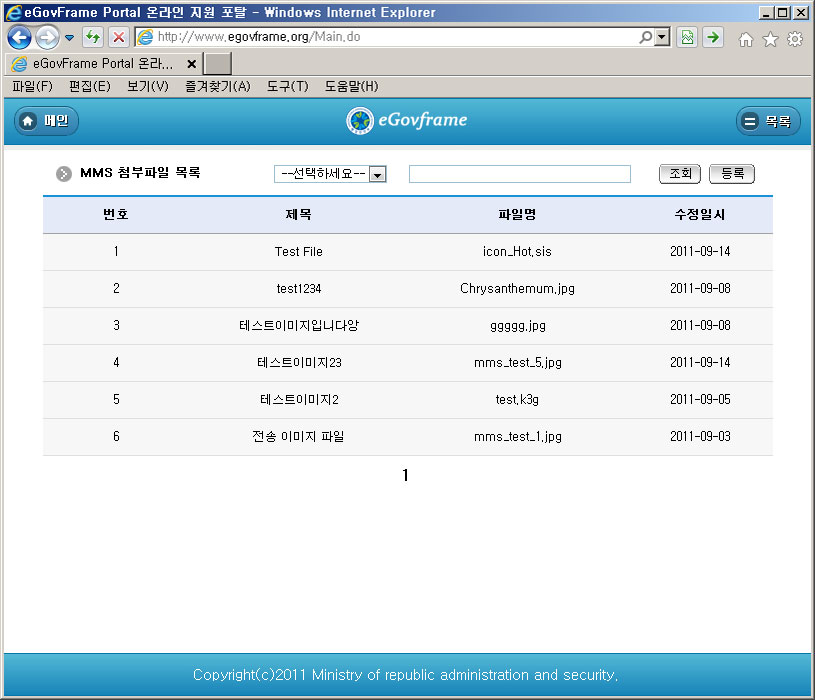 eGovFrame Portal 온라인 지원 포탈 - Windows Internet Explorer
http://www.egovframe.org/Main.do
eGovFrame Portal 온라...
파일(F) 편집(E) 보기(V) 즐겨찾기(A) 도구(T) 도움말(H)
메인 eGovframe 목록
MMS 첨부파일 목록 --선택하세요-- 조회 등록
번호 제목 파일명 수정일시
1 Test File icon_Hot.sis 2011-09-14
2 test1234 Chrysanthemum.jpg 2011-09-08
3 테스트이미지입니다앙 ggggg.jpg 2011-09-08
4 테스트이미지23 mms_test_5.jpg 2011-09-14
5 테스트이미지2 test.k3g 2011-09-05
6 전송 이미지 파일 mms_test_1.jpg 2011-09-03
1
Copyright(c)2011 Ministry of republic administration and security.